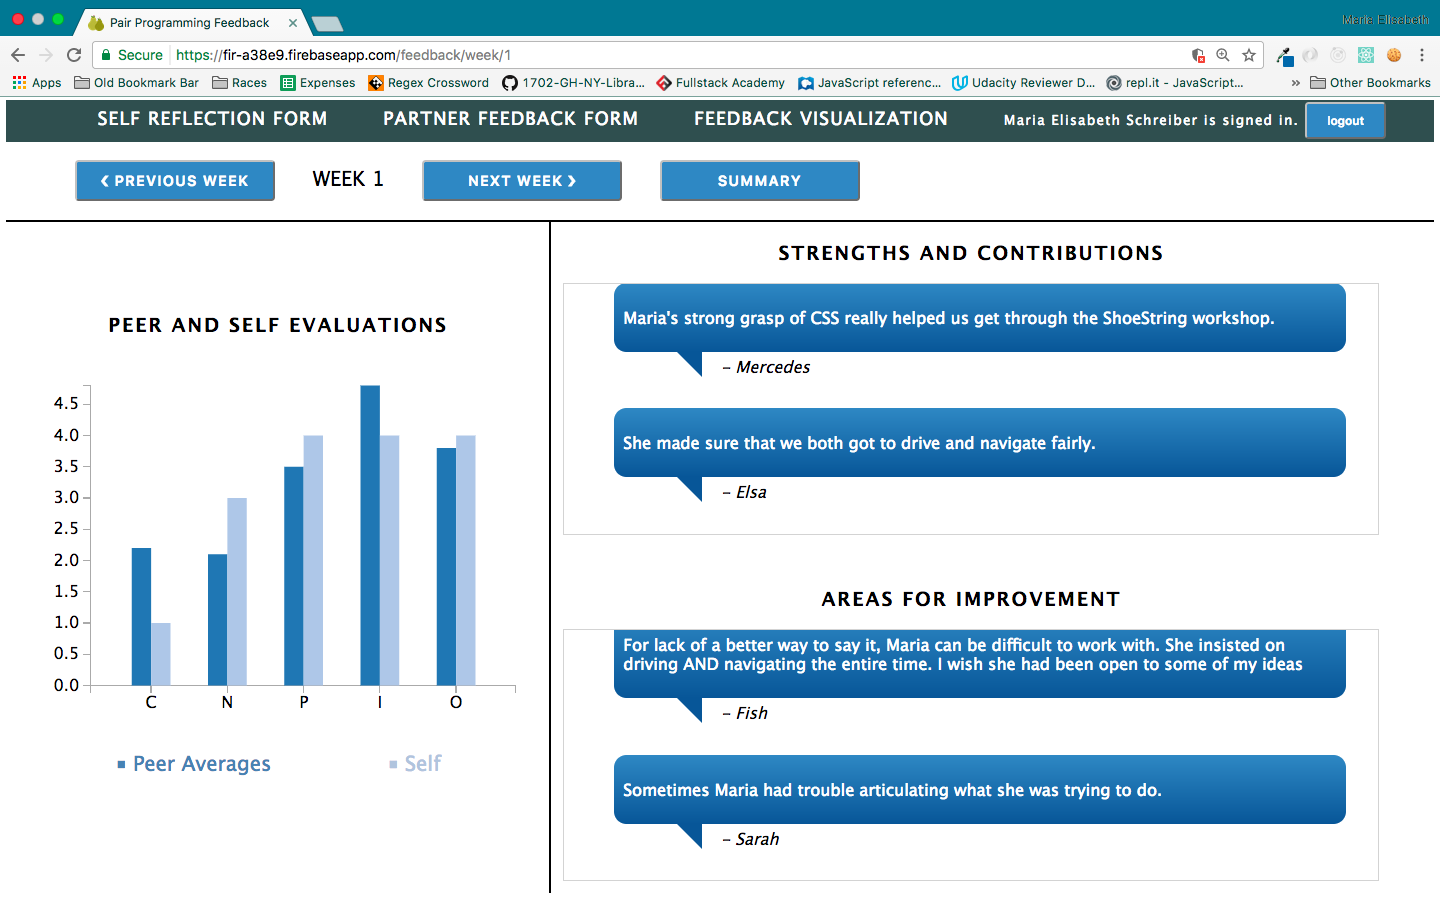 Pair Programming Feedback
Maria Elisabeth
Secure https://fir-a38e9.firebaseapp.com/feedback/week/1
Apps Old Bookmark Bar Races Expenses Regex Crossword 1702-GH-NY-Libra... Fullstack Academy JavaScript referenc... Udacity Reviewer D... repl.it - JavaScript... » Other Bookmarks
SELF REFLECTION FORM PARTNER FEEDBACK FORM FEEDBACK VISUALIZATION Maria Elisabeth Schreiber is signed in. logout
❮ PREVIOUS WEEK WEEK 1 NEXT WEEK ❯ SUMMARY
PEER AND SELF EVALUATIONS
4.5
4.0
3.5
3.0
2.5
2.0
1.5
1.0
0.5
0.0
C N P I O
Peer Averages Self
STRENGTHS AND CONTRIBUTIONS
Maria's strong grasp of CSS really helped us get through the ShoeString workshop.
– Mercedes
She made sure that we both got to drive and navigate fairly.
– Elsa
AREAS FOR IMPROVEMENT
For lack of a better way to say it, Maria can be difficult to work with. She insisted on
driving AND navigating the entire time. I wish she had been open to some of my ideas
– Fish
Sometimes Maria had trouble articulating what she was trying to do.
– Sarah